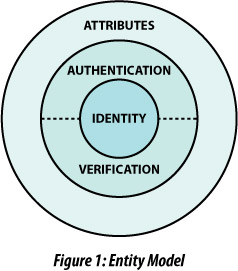 ATTRIBUTES
AUTHENTICATION
IDENTITY
VERIFICATION
Figure 1: Entity Model